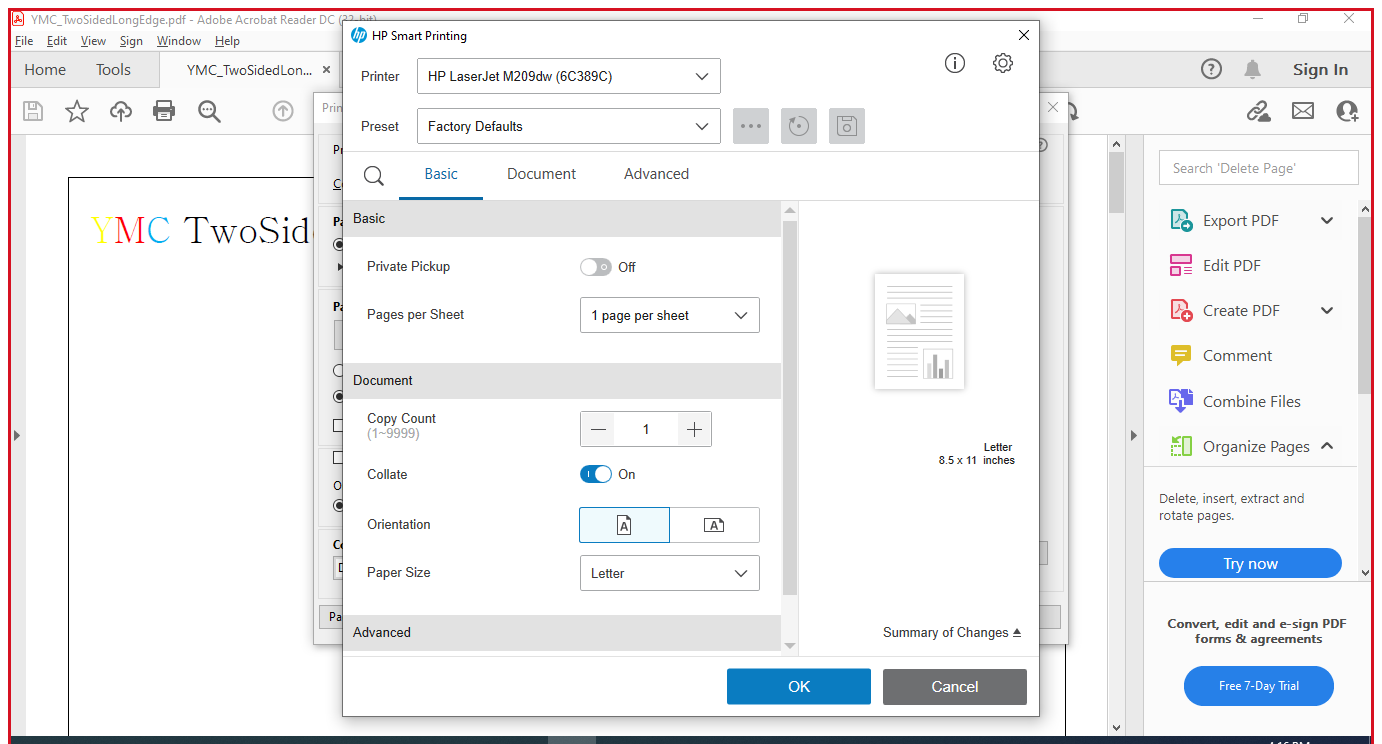 YMC_TwoSidedLongEdge.pdf - Adobe Acrobat Reader DC (32-bit)
File Edit View Sign Window Help
Home Tools YMC_TwoSidedLon... × Sign In
YMC TwoSid
HP Smart Printing
Printer HP LaserJet M209dw (6C389C)
Preset Factory Defaults
Basic Document Advanced
Basic
Private Pickup Off
Pages per Sheet 1 page per sheet
Document
Copy Count 1
(1~9999)
Collate On
Orientation A A
Paper Size Letter
Advanced
Letter
8.5 x 11 inches
Summary of Changes
OK Cancel
Search 'Delete Page'
Export PDF
Edit PDF
Create PDF
Comment
Combine Files
Organize Pages
Delete, insert, extract and
rotate pages.
Try now
Convert, edit and e-sign PDF
forms & agreements
Free 7-Day Trial